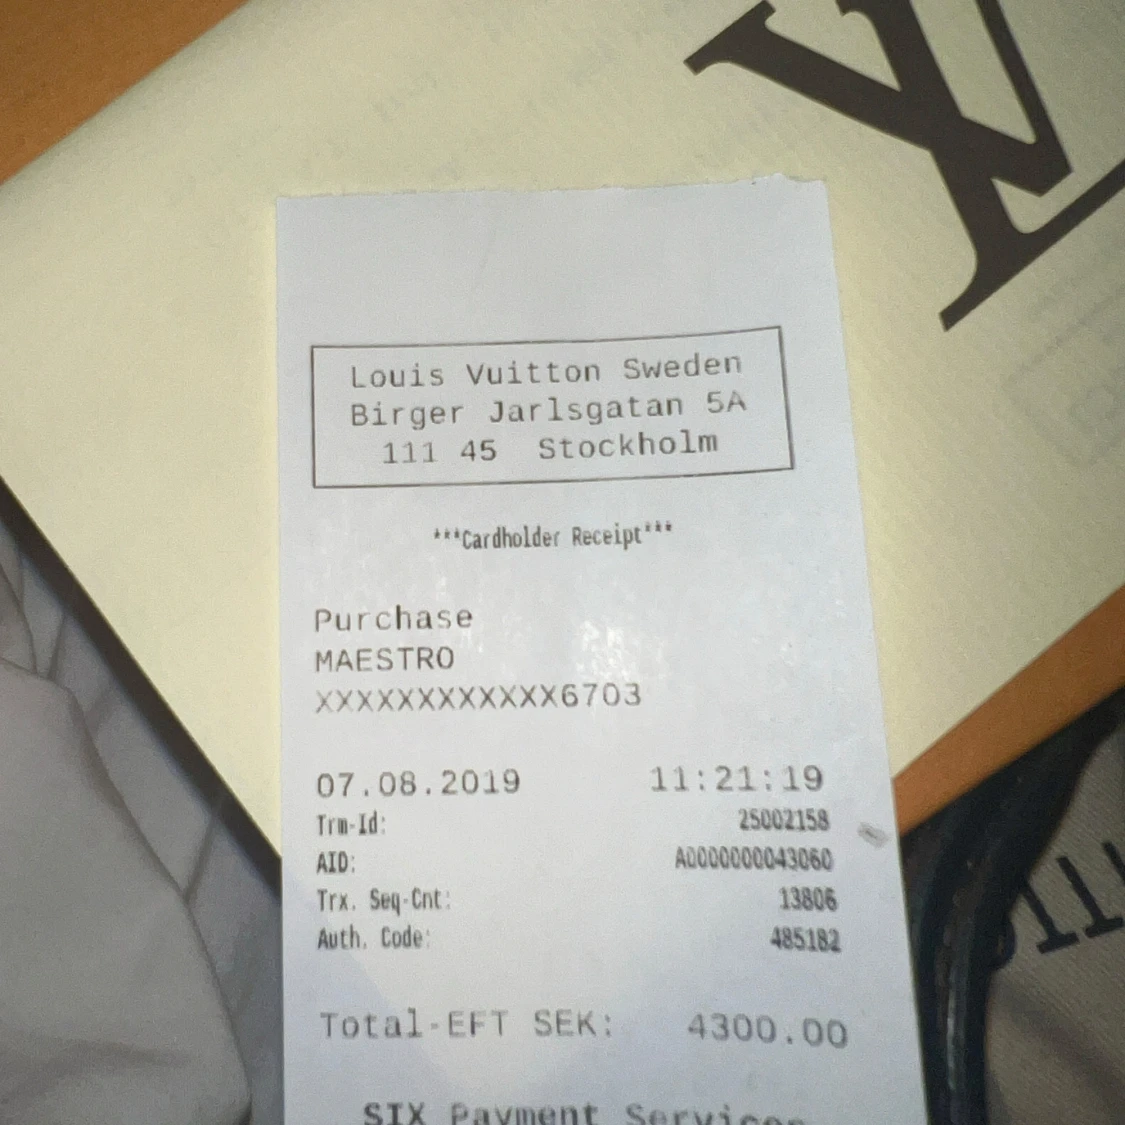 LV
Louis Vuitton Sweden
Birger Jarlsgatan 5A
111 45 Stockholm
***Cardholder Receipt***
Purchase
MAESTRO
XXXXXXXXXXXX6703
07.08.2019 11:21:19
Trm-Id: 25002158
AID: A0000000043060
Trx. Seq-Cnt: 13806
Auth. Code: 485182
Total-EFT SEK: 4300.00
SIX Payment Services